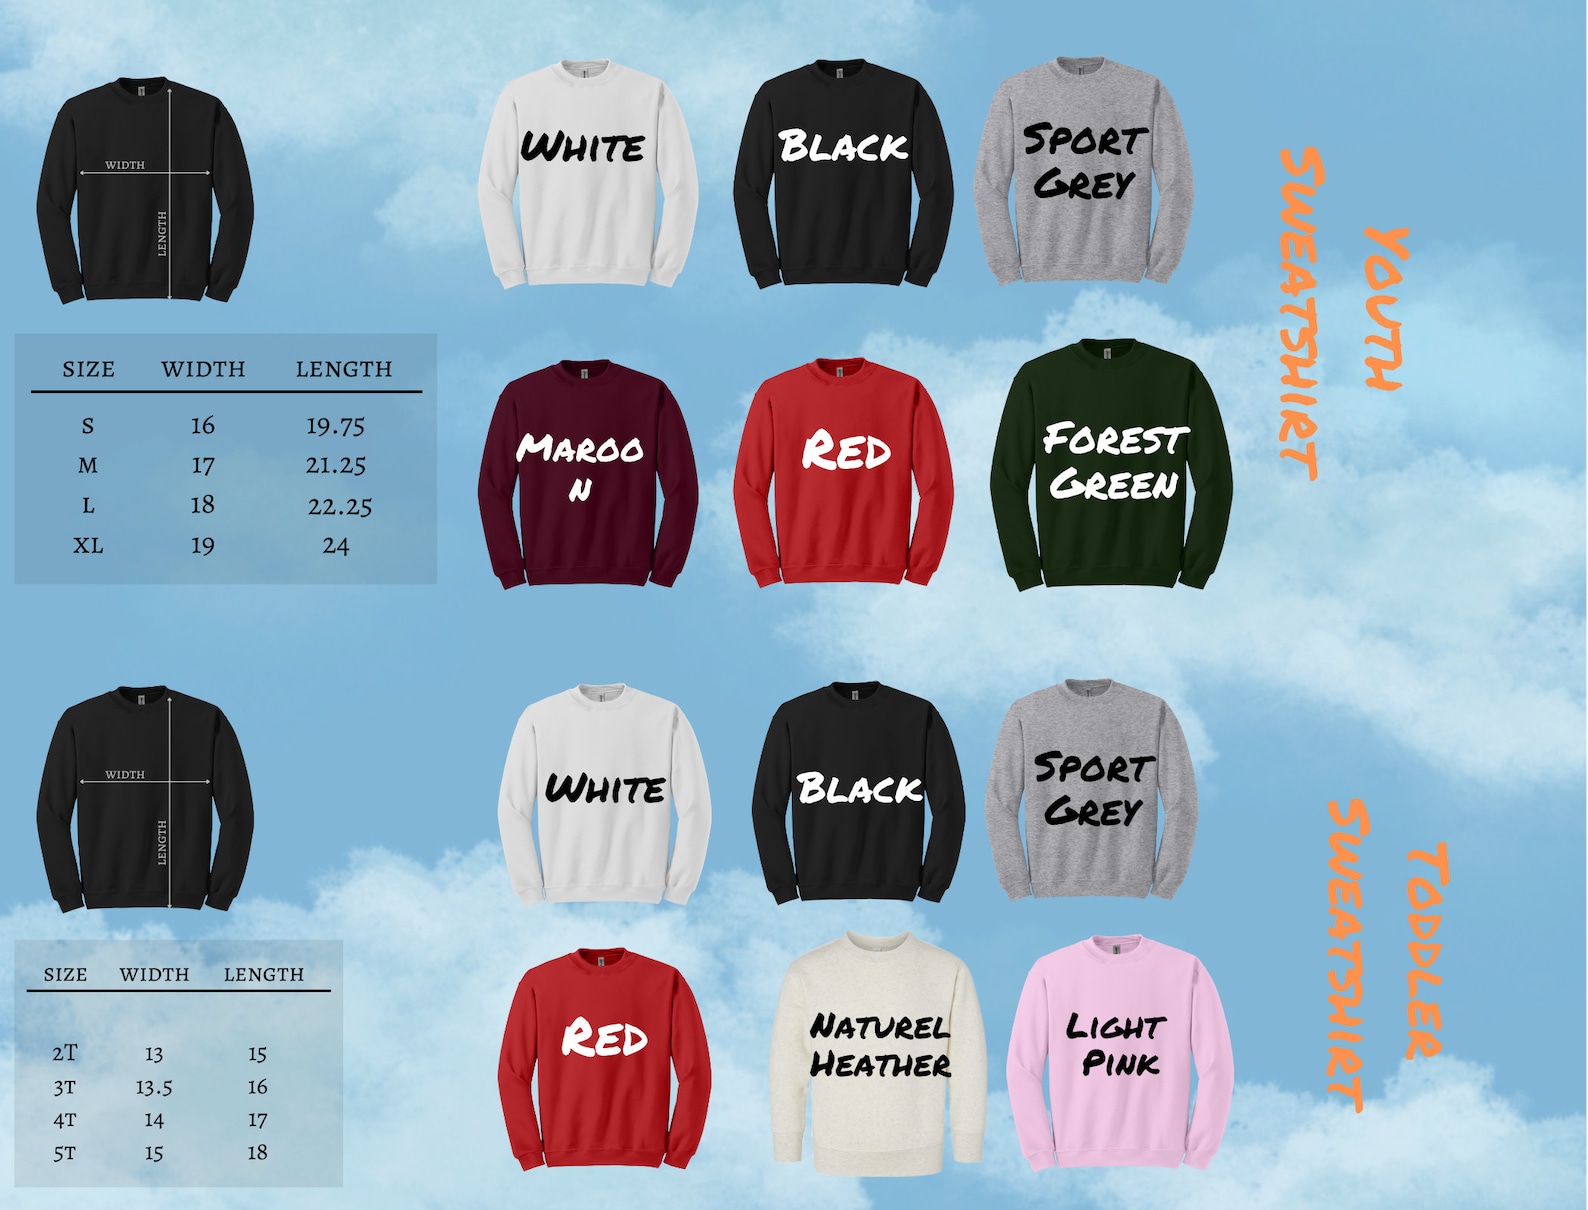 WIDTH
LENGTH
WHITE
BLACK
SPORT
GREY
YOUTH
SWEATSHIRT
SIZE WIDTH LENGTH
S 16 19.75
M 17 21.25
L 18 22.25
XL 19 24
MAROO
N
RED
FOREST
GREEN
WIDTH
LENGTH
WHITE
BLACK
SPORT
GREY
TODDLER
SWEATSHIRT
SIZE WIDTH LENGTH
2T 13 15
3T 13.5 16
4T 14 17
5T 15 18
RED
NATUREL
HEATHER
LIGHT
PINK